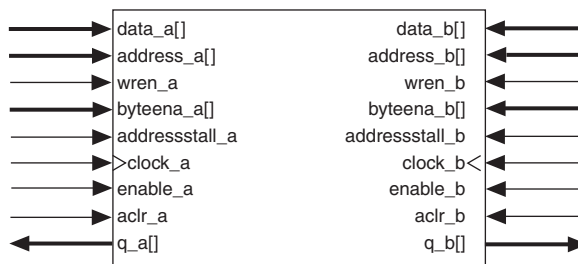 data_a[] data_b[]
address_a[] address_b[]
wren_a wren_b
byteena_a[] byteena_b[]
addressstall_a addressstall_b
clock_a clock_b
enable_a enable_b
aclr_a aclr_b
q_a[] q_b[]